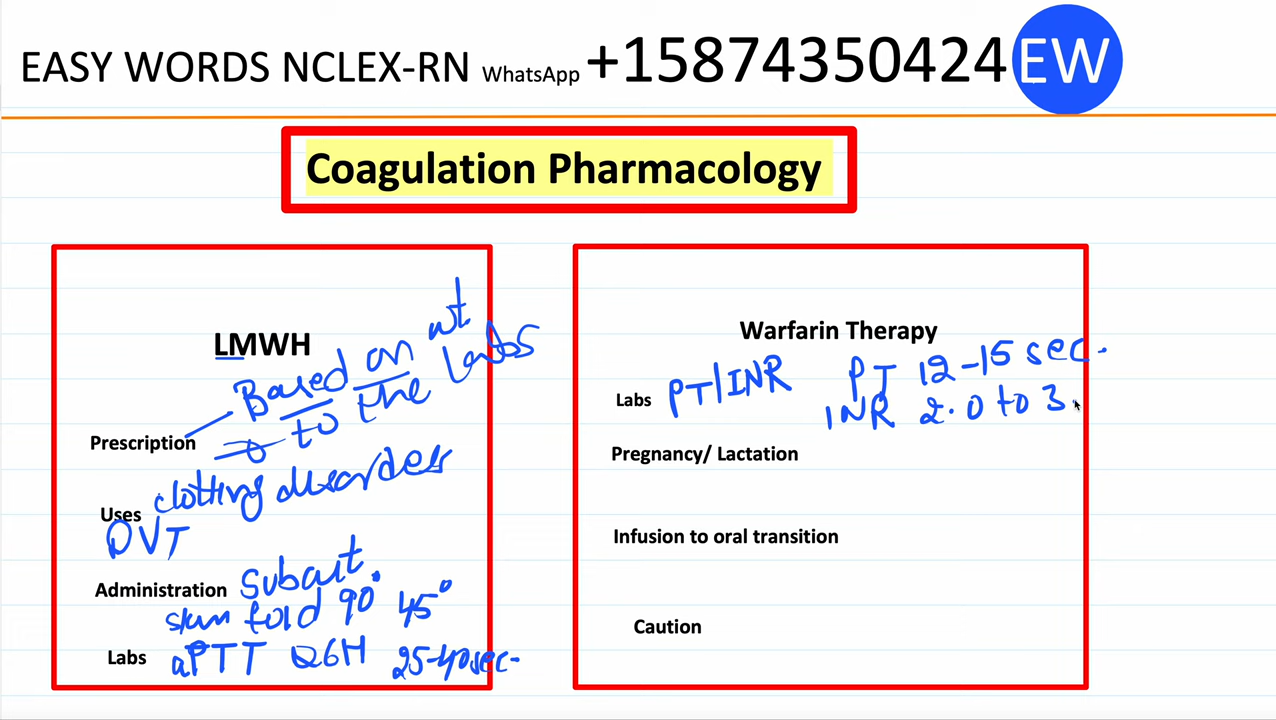 EASY WORDS NCLEX-RN WhatsApp +15874350424 EW
Coagulation Pharmacology
LMWH
Prescription Based on wt
to the labs
Uses clotting disorder
DVT
Administration Subcut.
skin fold 90° 45°
Labs aPTT Q6H 25-40sec-
Warfarin Therapy
Labs PT/INR PT 12-15 sec.
INR 2.0 to 3.
Pregnancy/ Lactation
Infusion to oral transition
Caution